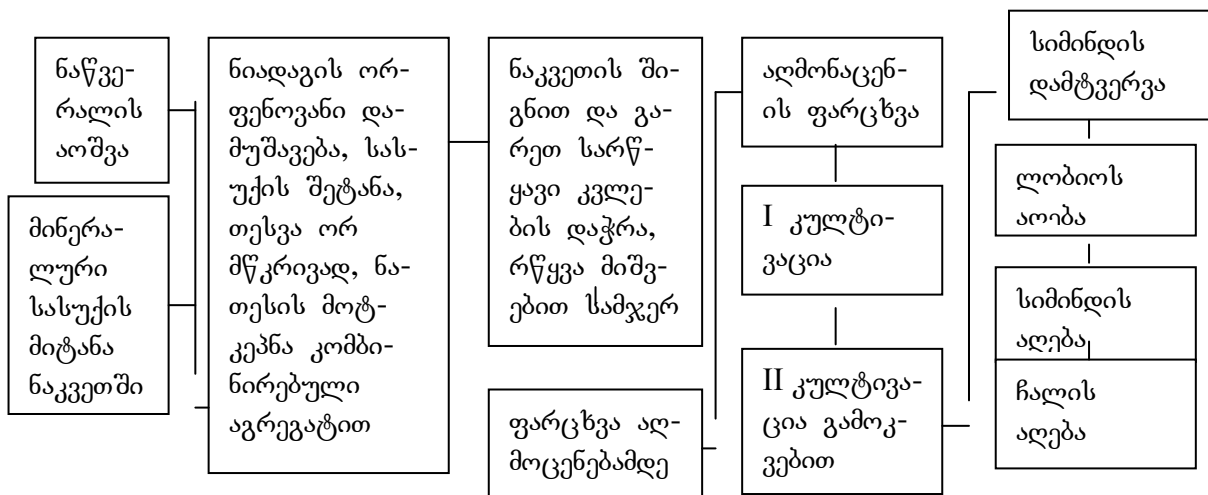 ნაწვე-
რალის
აოშვა
მინერა-
ლური
სასუქის
მიტანა
ნაკვეთში
ნიადაგის ორ-
ფენოვანი და-
მუშავება, სას-
უქის შეტანა,
თესვა ორ
მწკრივად, ნა-
თესის მოტ-
კეპნა კომბი-
ნირებული
აგრეგატით
ნაკვეთის ში-
გნით და გა-
რეთ სარწ-
ყავი კვლე-
ბის დაჭრა,
რწყვა მიშვ-
ებით სამჯერ
ფარცხვა აღ-
მოცენებამდე
აღმონაცენ-
ის ფარცხვა
I კულტი-
ვაცია
II კულტივა-
ცია გამოკ-
ვებით
სიმინდის
დამტვერვა
ლობიოს
აღება
სიმინდის
აღება
ჩალის
აღება